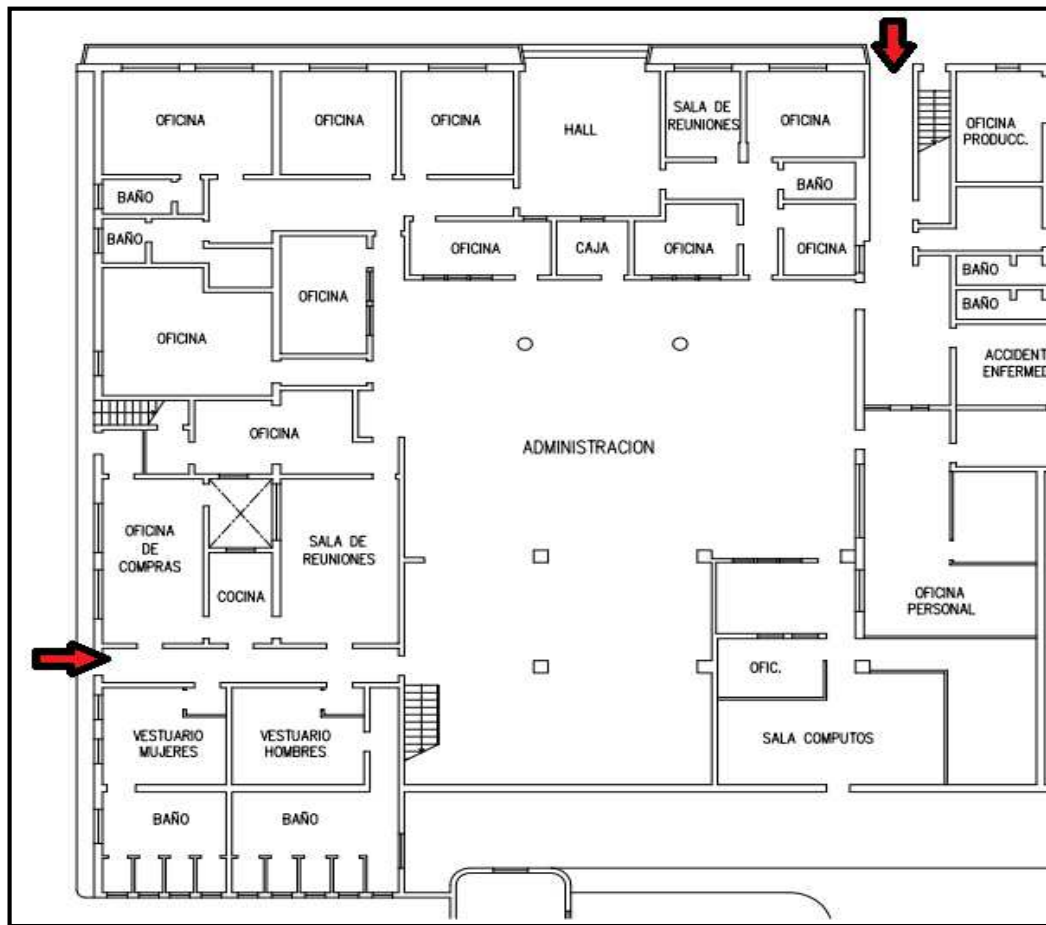 OFICINA
OFICINA
OFICINA
HALL
SALA DE
REUNIONES
OFICINA
OFICINA
PRODUCC.
BAÑO
BAÑO
BAÑO
OFICINA
CAJA
OFICINA
OFICINA
BAÑO
BAÑO
OFICINA
OFICINA
ACCIDENT
ENFERMED
OFICINA
ADMINISTRACION
OFICINA
DE
COMPRAS
SALA DE
REUNIONES
COCINA
OFICINA
PERSONAL
OFIC.
VESTUARIO
MUJERES
VESTUARIO
HOMBRES
SALA COMPUTOS
BAÑO
BAÑO